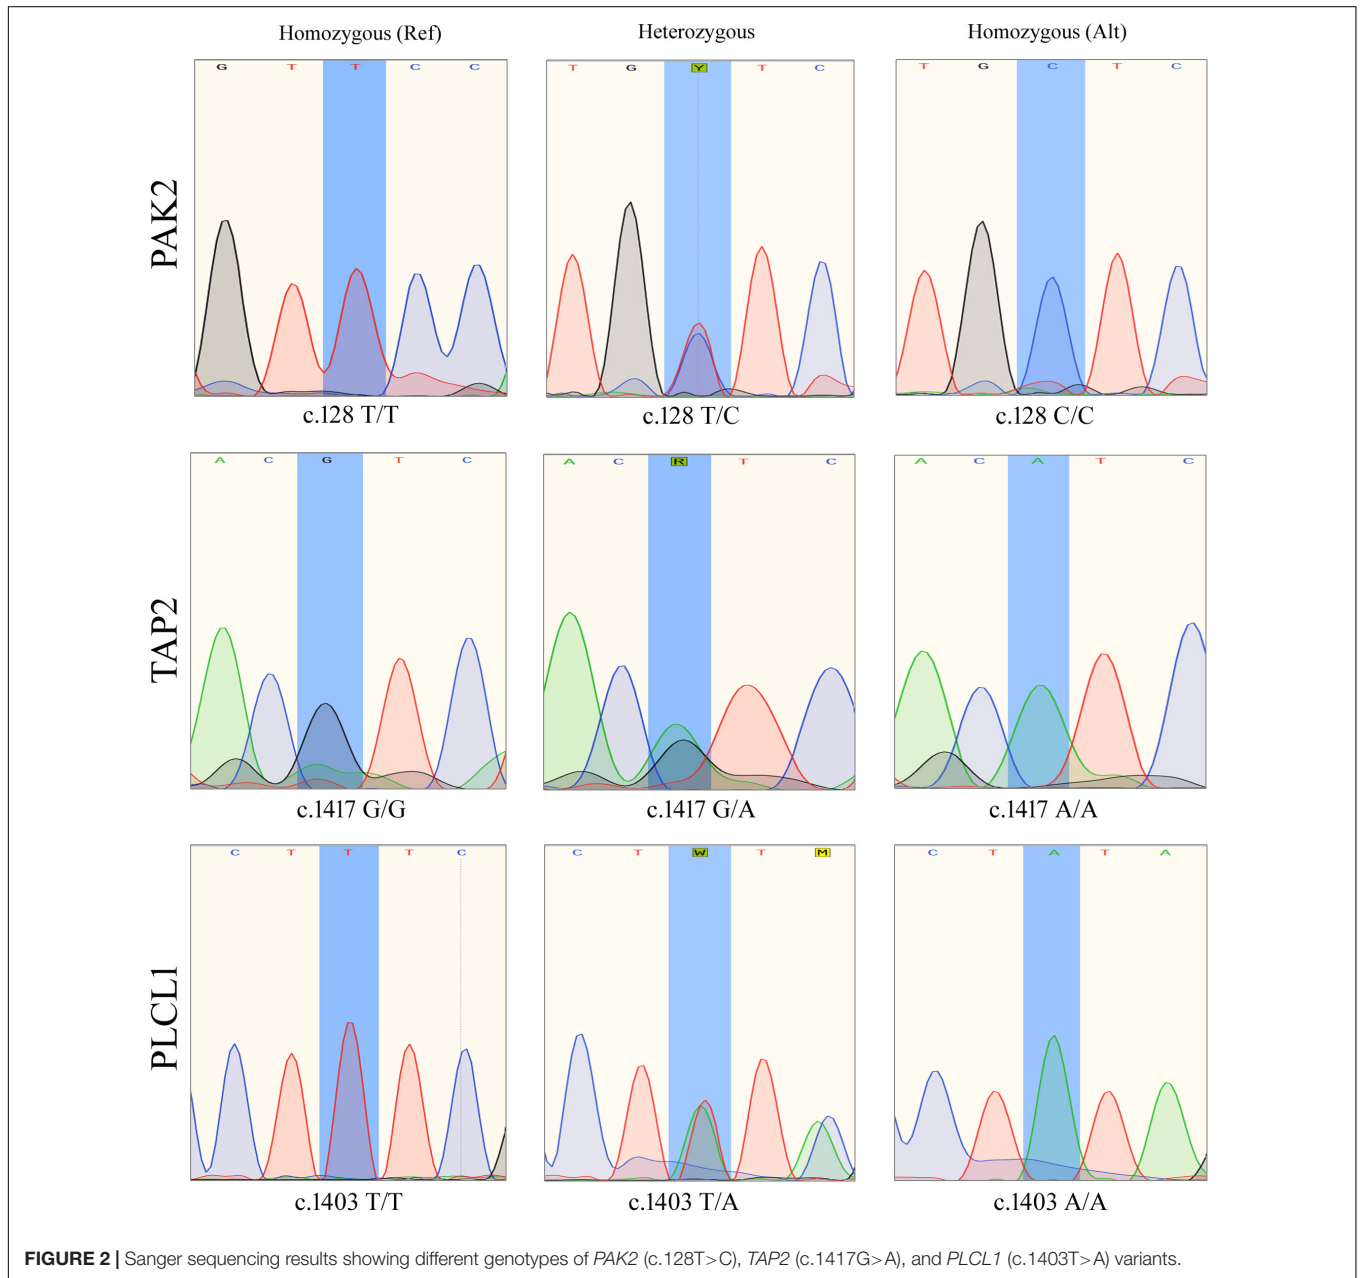 Homozygous (Ref) Heterozygous Homozygous (Alt)
PAK2
G T T C C
T G Y T C
T G C T C
c.128 T/T c.128 T/C c.128 C/C
TAP2
A C G T C
A C R T C
A C A T C
c.1417 G/G c.1417 G/A c.1417 A/A
PLCL1
C T T T C
C T W T M
C T A T A
c.1403 T/T c.1403 T/A c.1403 A/A
FIGURE 2 | Sanger sequencing results showing different genotypes of PAK2 (c.128T>C), TAP2 (c.1417G>A), and PLCL1 (c.1403T>A) variants.